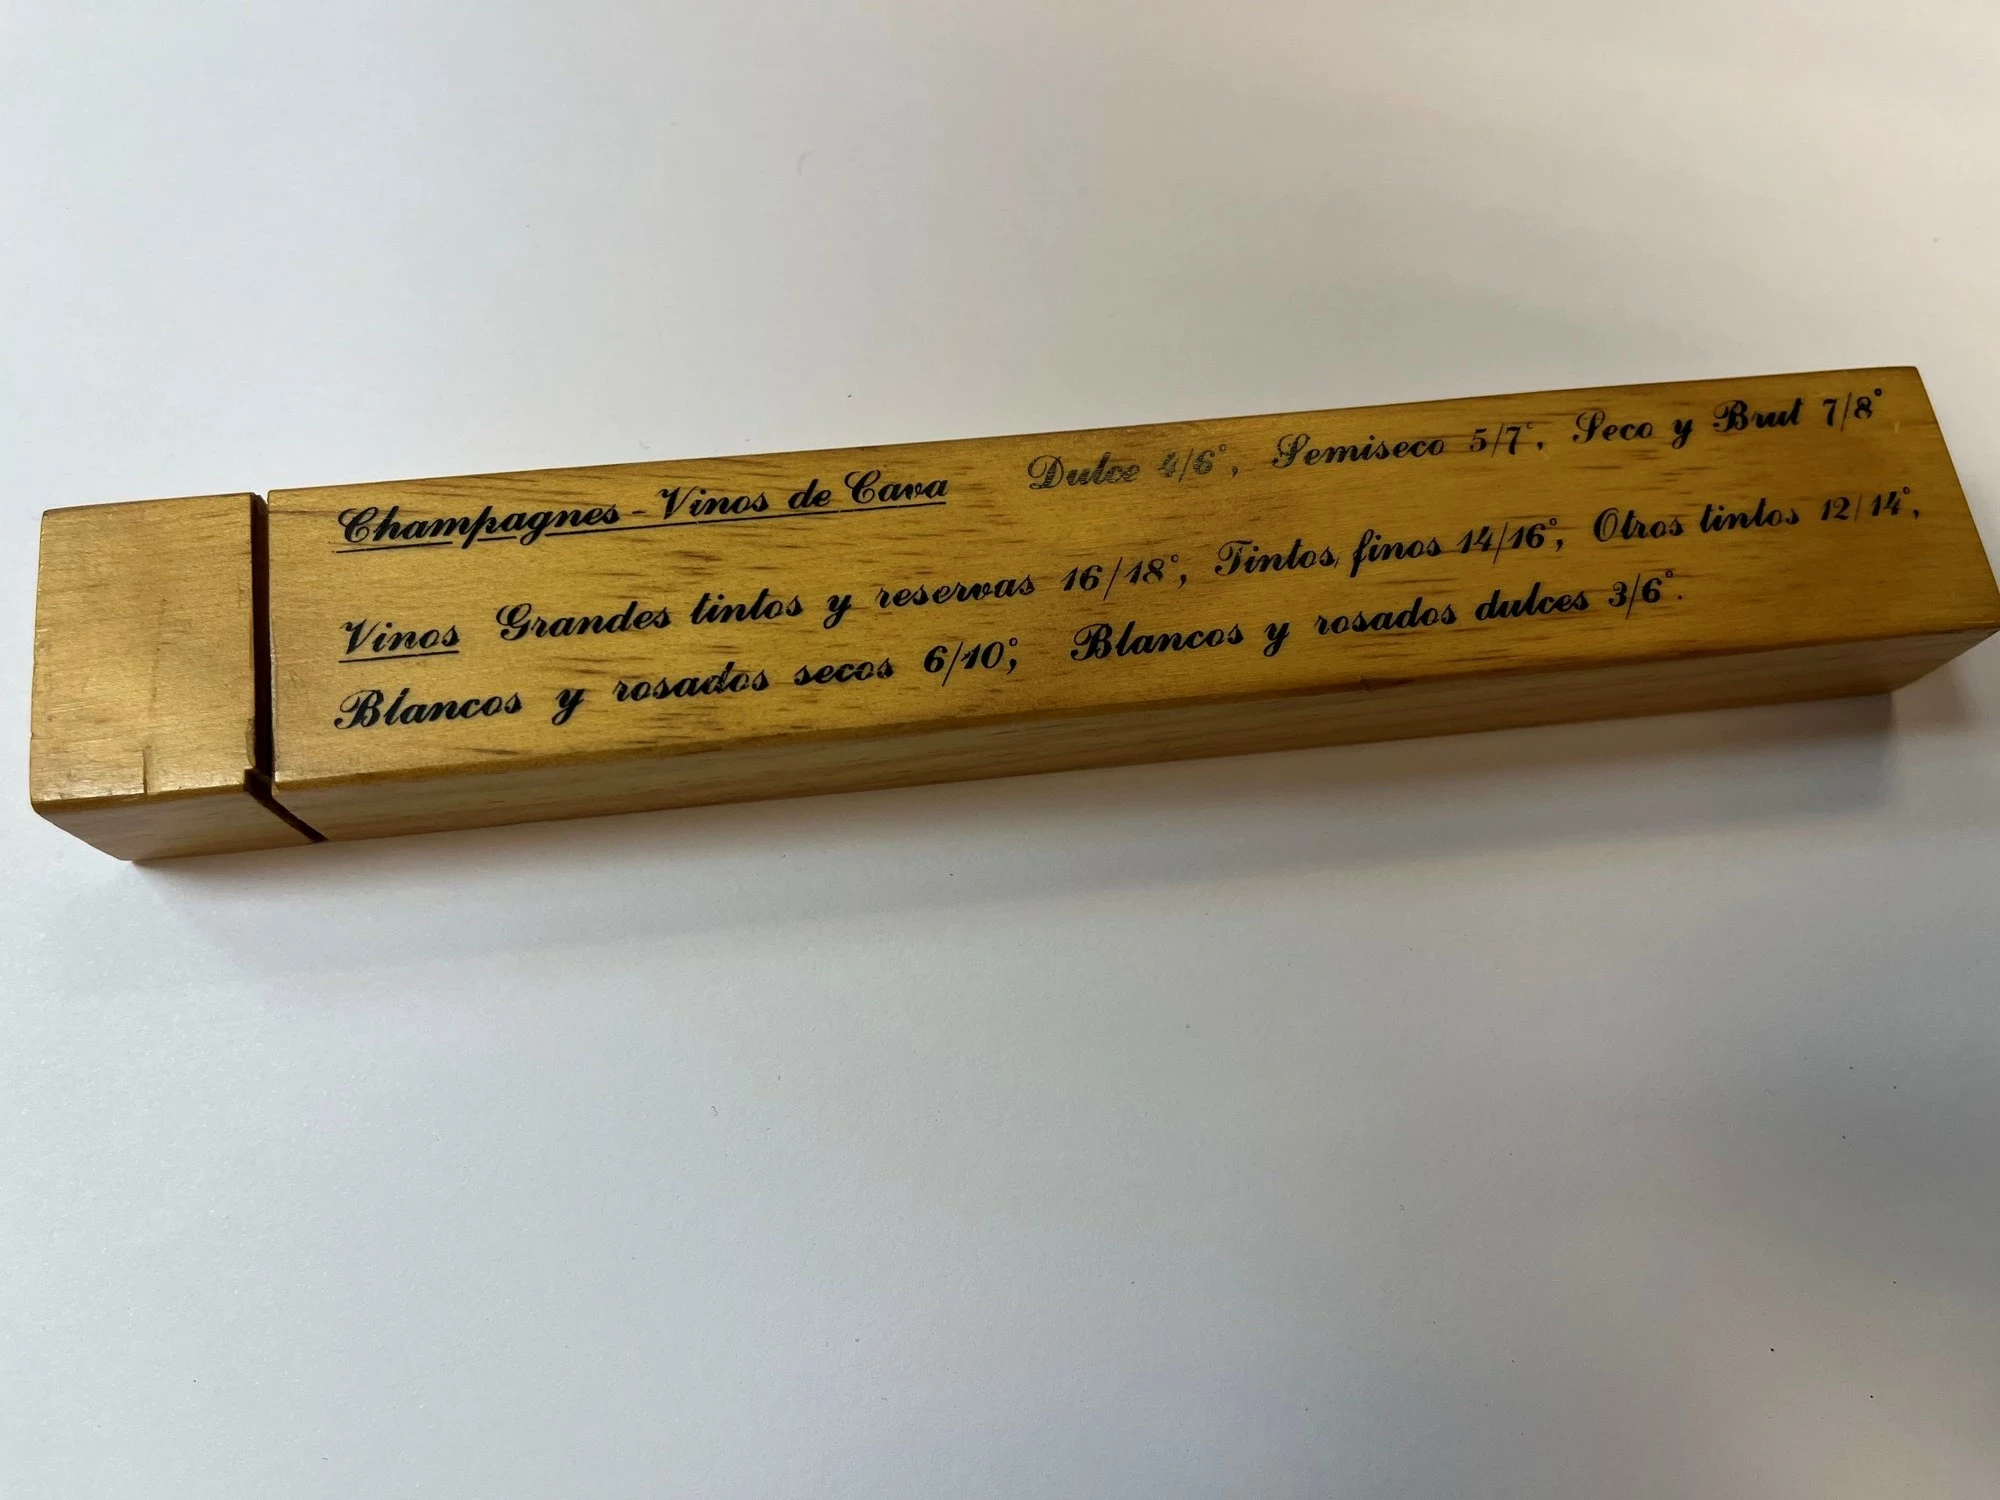 Champagnes - Vinos de Cava Dulce 4/6°, Semiseco 5/7°, Seco y Brut 7/8°
Vinos Grandes tintos y reservas 16/18°, Tintos finos 14/16°, Otros tintos 12/14°,
Blancos y rosados secos 6/10°, Blancos y rosados dulces 3/6°.